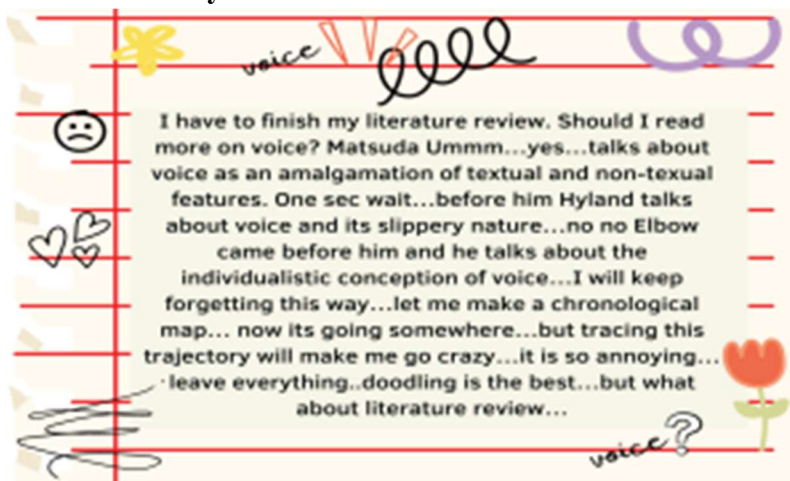 voice
I have to finish my literature review. Should I read
more on voice? Matsuda Ummm...yes...talks about
voice as an amalgamation of textual and non-texual
features. One sec wait...before him Hyland talks
about voice and its slippery nature...no no Elbow
came before him and he talks about the
individualistic conception of voice...I will keep
forgetting this way...let me make a chronological
map... now its going somewhere...but tracing this
trajectory will make me go crazy...it is so annoying...
leave everything..doodling is the best...but what
about literature review...
voice?